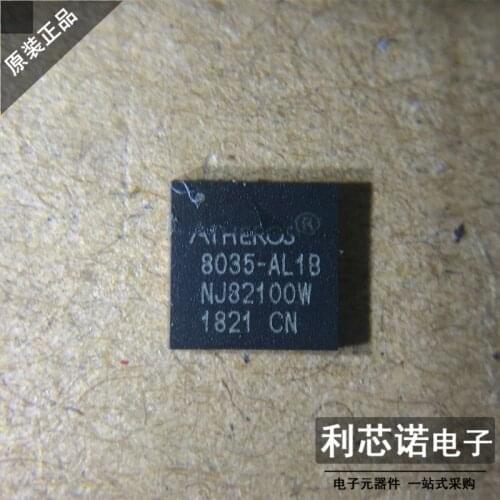 原装正品
ATHEROS®
8035-AL1B
NJ82100W
1821 CN
利芯诺电子
电子元器件 一站式采购